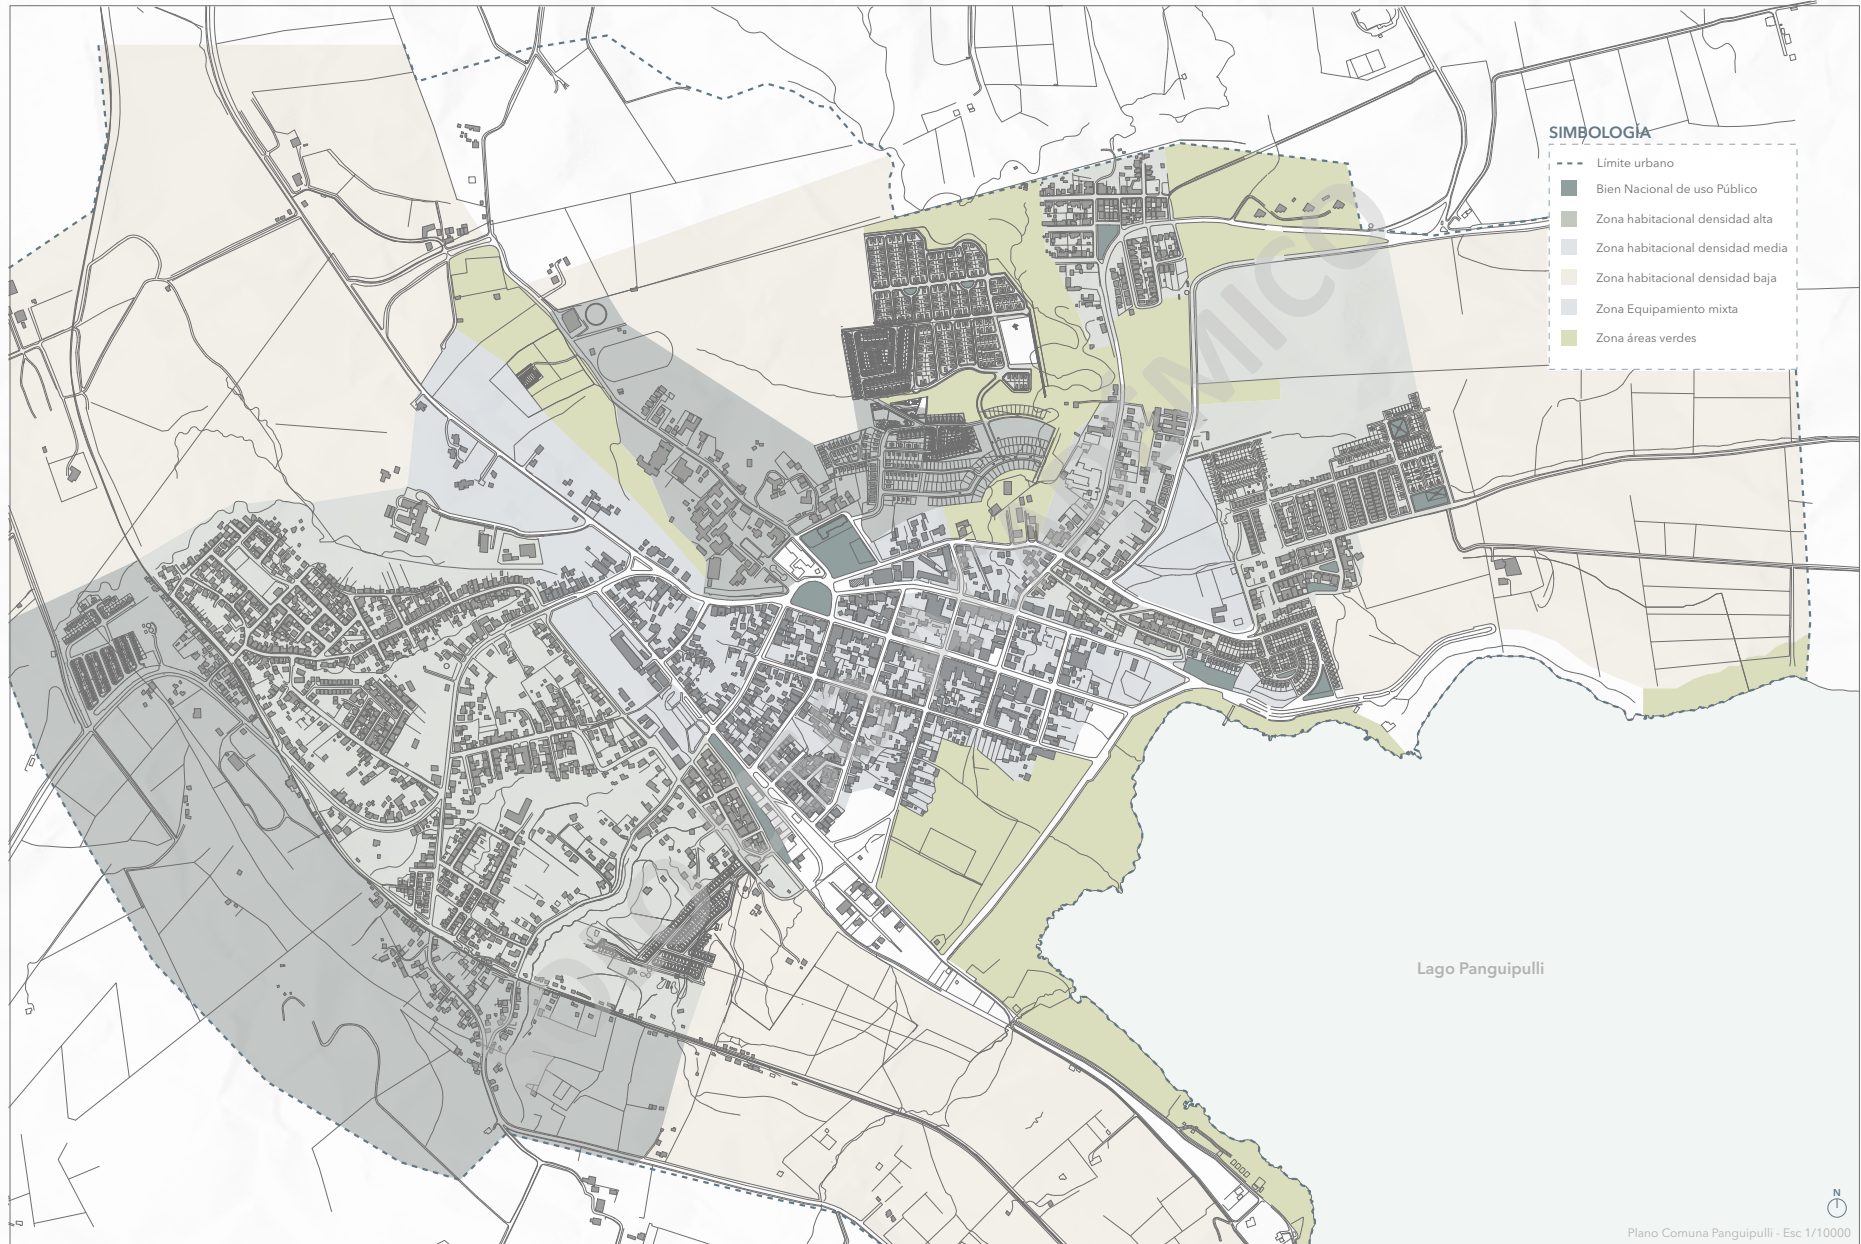 SIMBOLOGÍA
Límite urbano
Bien Nacional de uso Público
Zona habitacional densidad alta
Zona habitacional densidad media
Zona habitacional densidad baja
Zona Equipamiento mixta
Zona áreas verdes
Lago Panguipulli
N
Plano Comuna Panguipulli - Esc 1/10000